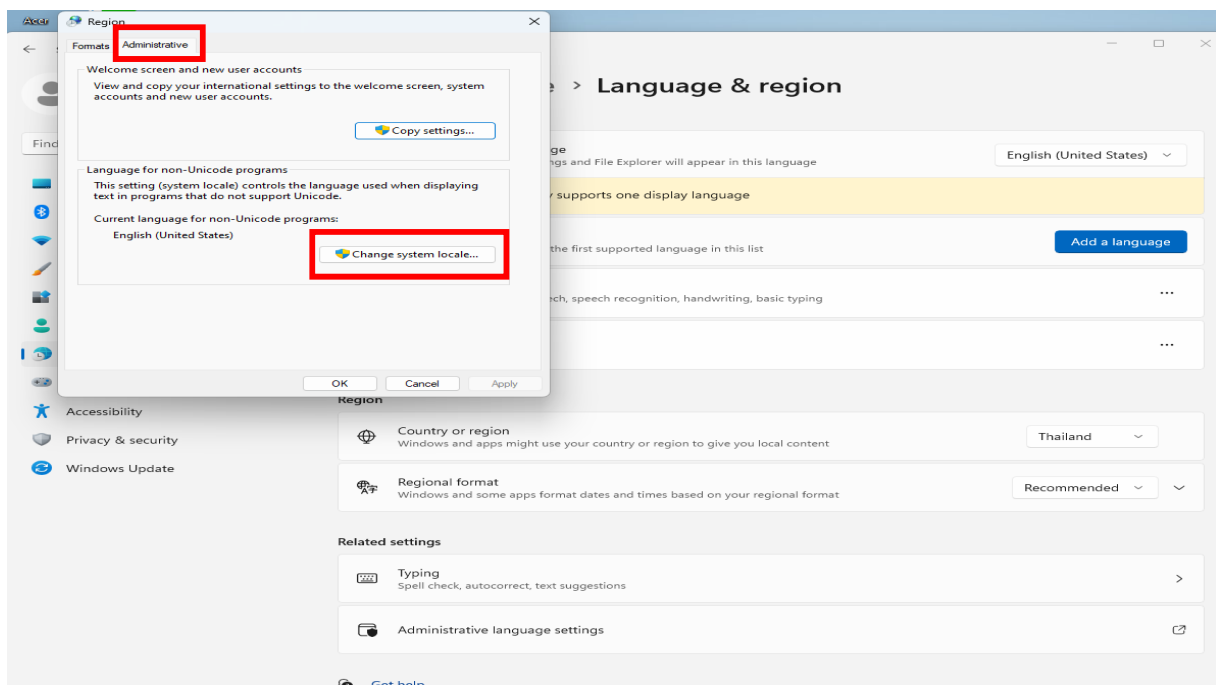 Acer
Region
Formats
Administrative
Welcome screen and new user accounts
View and copy your international settings to the welcome screen, system
accounts and new user accounts.
Copy settings...
Language for non-Unicode programs
This setting (system locale) controls the language used when displaying
text in programs that do not support Unicode.
Current language for non-Unicode programs:
English (United States)
Change system locale...
OK
Cancel
Apply
> Language & region
Find
English (United States)
and File Explorer will appear in this language
supports one display language
the first supported language in this list
Add a language
speech recognition, handwriting, basic typing
Accessibility
Privacy & security
Windows Update
Region
Country or region
Windows and apps might use your country or region to give you local content
Thailand
Regional format
Windows and some apps format dates and times based on your regional format
Recommended
Related settings
Typing
Spell check, autocorrect, text suggestions
Administrative language settings
Get help